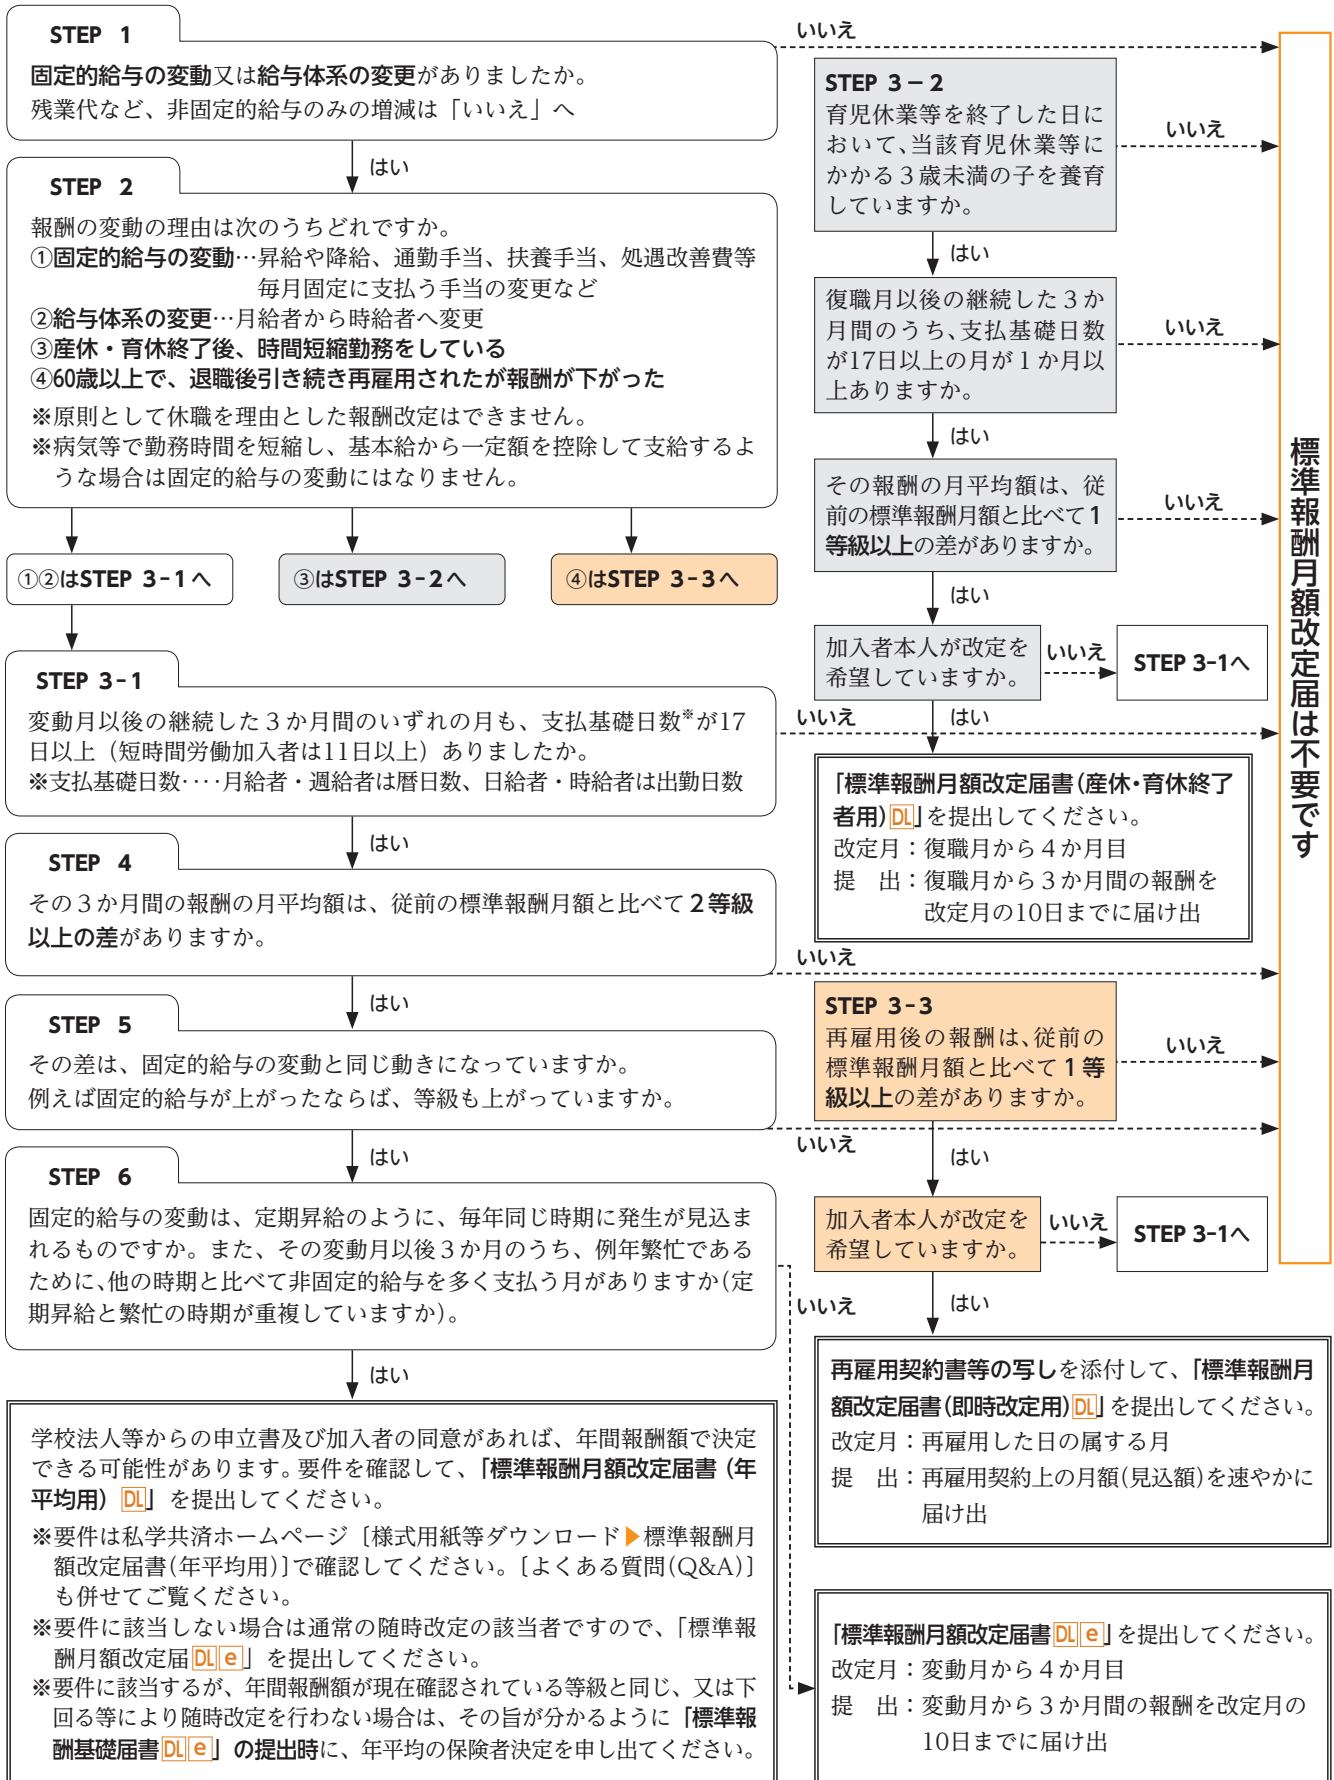 STEP 1
固定的給与の変動又は給与体系の変更がありましたか。
残業代など、非固定的給与のみの増減は「いいえ」へ
いいえ
はい
STEP 2
報酬の変動の理由は次のうちどれですか。
①固定的給与の変動…昇給や降給、通勤手当、扶養手当、処遇改善費等
毎月固定に支払う手当の変更など
②給与体系の変更…月給者から時給者へ変更
③産休・育休終了後、時間短縮勤務をしている
④60歳以上で、退職後引き続き再雇用されたが報酬が下がった
※原則として休職を理由とした報酬改定はできません。
※病気等で勤務時間を短縮し、基本給から一定額を控除して支給するよ
うな場合は固定的給与の変動にはなりません。
①②はSTEP 3-1へ
③はSTEP 3-2へ
④はSTEP 3-3へ
STEP 3-1
変動月以後の継続した3か月間のいずれの月も、支払基礎日数※が17
日以上（短時間労働加入者は11日以上）ありましたか。
※支払基礎日数‥‥月給者・週給者は暦日数、日給者・時給者は出勤日数
いいえ
はい
STEP 4
その3か月間の報酬の月平均額は、従前の標準報酬月額と比べて2等級
以上の差がありますか。
いいえ
はい
STEP 5
その差は、固定的給与の変動と同じ動きになっていますか。
例えば固定的給与が上がったならば、等級も上がっていますか。
いいえ
はい
STEP 6
固定的給与の変動は、定期昇給のように、毎年同じ時期に発生が見込ま
れるものですか。また、その変動月以後3か月のうち、例年繁忙である
ために、他の時期と比べて非固定的給与を多く支払う月がありますか(定
期昇給と繁忙の時期が重複していますか)。
いいえ
はい
学校法人等からの申立書及び加入者の同意があれば、年間報酬額で決定
できる可能性があります。要件を確認して、「標準報酬月額改定届書（年
平均用）DL」を提出してください。
※要件は私学共済ホームページ［様式用紙等ダウンロード▶標準報酬月
額改定届書(年平均用)]で確認してください。[よくある質問(Q&A)]
も併せてご覧ください。
※要件に該当しない場合は通常の随時改定の該当者ですので、「標準報
酬月額改定届DL e」を提出してください。
※要件に該当するが、年間報酬額が現在確認されている等級と同じ、又は下
回る等により随時改定を行わない場合は、その旨が分かるように「標準報
酬基礎届書DL e」の提出時に、年平均の保険者決定を申し出てください。
STEP 3－2
育児休業等を終了した日に
おいて、当該育児休業等に
かかる3歳未満の子を養育
していますか。
いいえ
はい
復職月以後の継続した3か
月間のうち、支払基礎日数
が17日以上の月が1か月以
上ありますか。
いいえ
はい
その報酬の月平均額は、従
前の標準報酬月額と比べて1
等級以上の差がありますか。
いいえ
はい
加入者本人が改定を
希望していますか。
いいえ
STEP 3-1へ
はい
「標準報酬月額改定届書(産休・育休終了
者用)DL」を提出してください。
改定月：復職月から4か月目
提　出：復職月から3か月間の報酬を
改定月の10日までに届け出
STEP 3-3
再雇用後の報酬は、従前の
標準報酬月額と比べて1等
級以上の差がありますか。
いいえ
はい
加入者本人が改定を
希望していますか。
いいえ
STEP 3-1へ
はい
再雇用契約書等の写しを添付して、「標準報酬月
額改定届書(即時改定用)DL」を提出してください。
改定月：再雇用した日の属する月
提　出：再雇用契約上の月額(見込額)を速やかに
届け出
「標準報酬月額改定届書DL e」を提出してください。
改定月：変動月から4か月目
提　出：変動月から3か月間の報酬を改定月の
10日までに届け出
標準報酬月額改定届は不要です